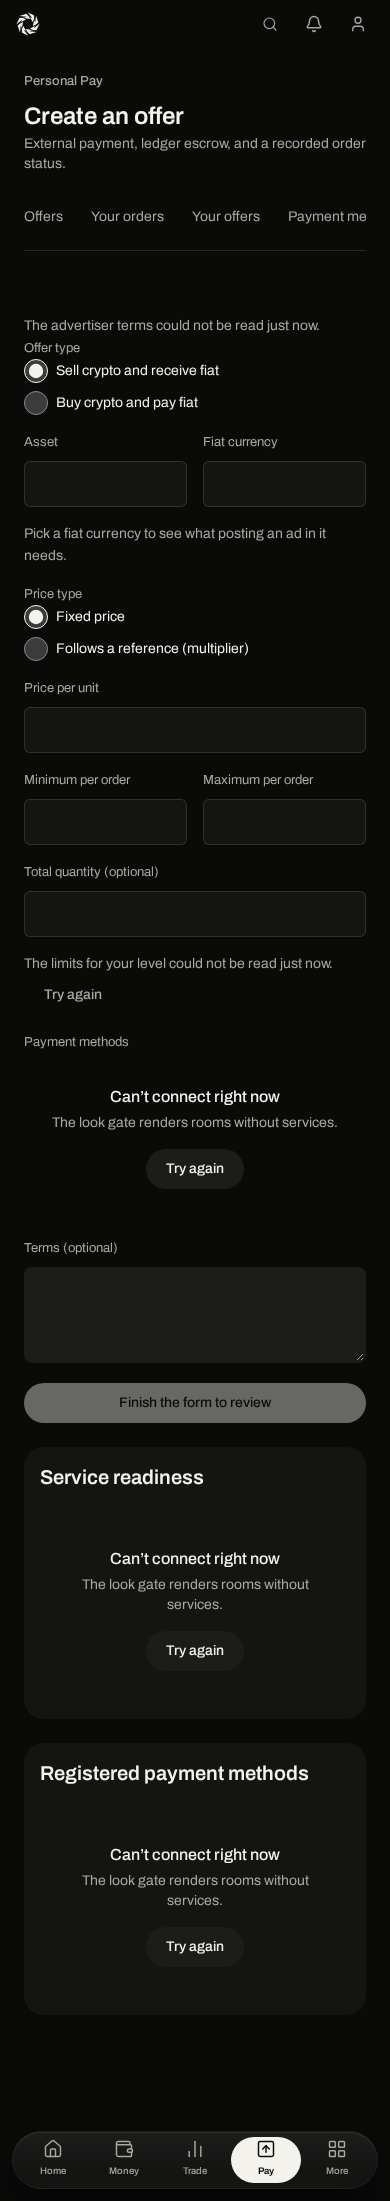 Personal Pay
Create an offer
External payment, ledger escrow, and a recorded order
status.
Offers Your orders Your offers Payment me
The advertiser terms could not be read just now.
Offer type
Sell crypto and receive fiat
Buy crypto and pay fiat
Asset Fiat currency
Pick a fiat currency to see what posting an ad in it
needs.
Price type
Fixed price
Follows a reference (multiplier)
Price per unit
Minimum per order Maximum per order
Total quantity (optional)
The limits for your level could not be read just now.
Try again
Payment methods
Can’t connect right now
The look gate renders rooms without services.
Try again
Terms (optional)
Finish the form to review
Service readiness
Can’t connect right now
The look gate renders rooms without
services.
Try again
Registered payment methods
Can’t connect right now
The look gate renders rooms without
services.
Try again
Home Money Trade Pay More